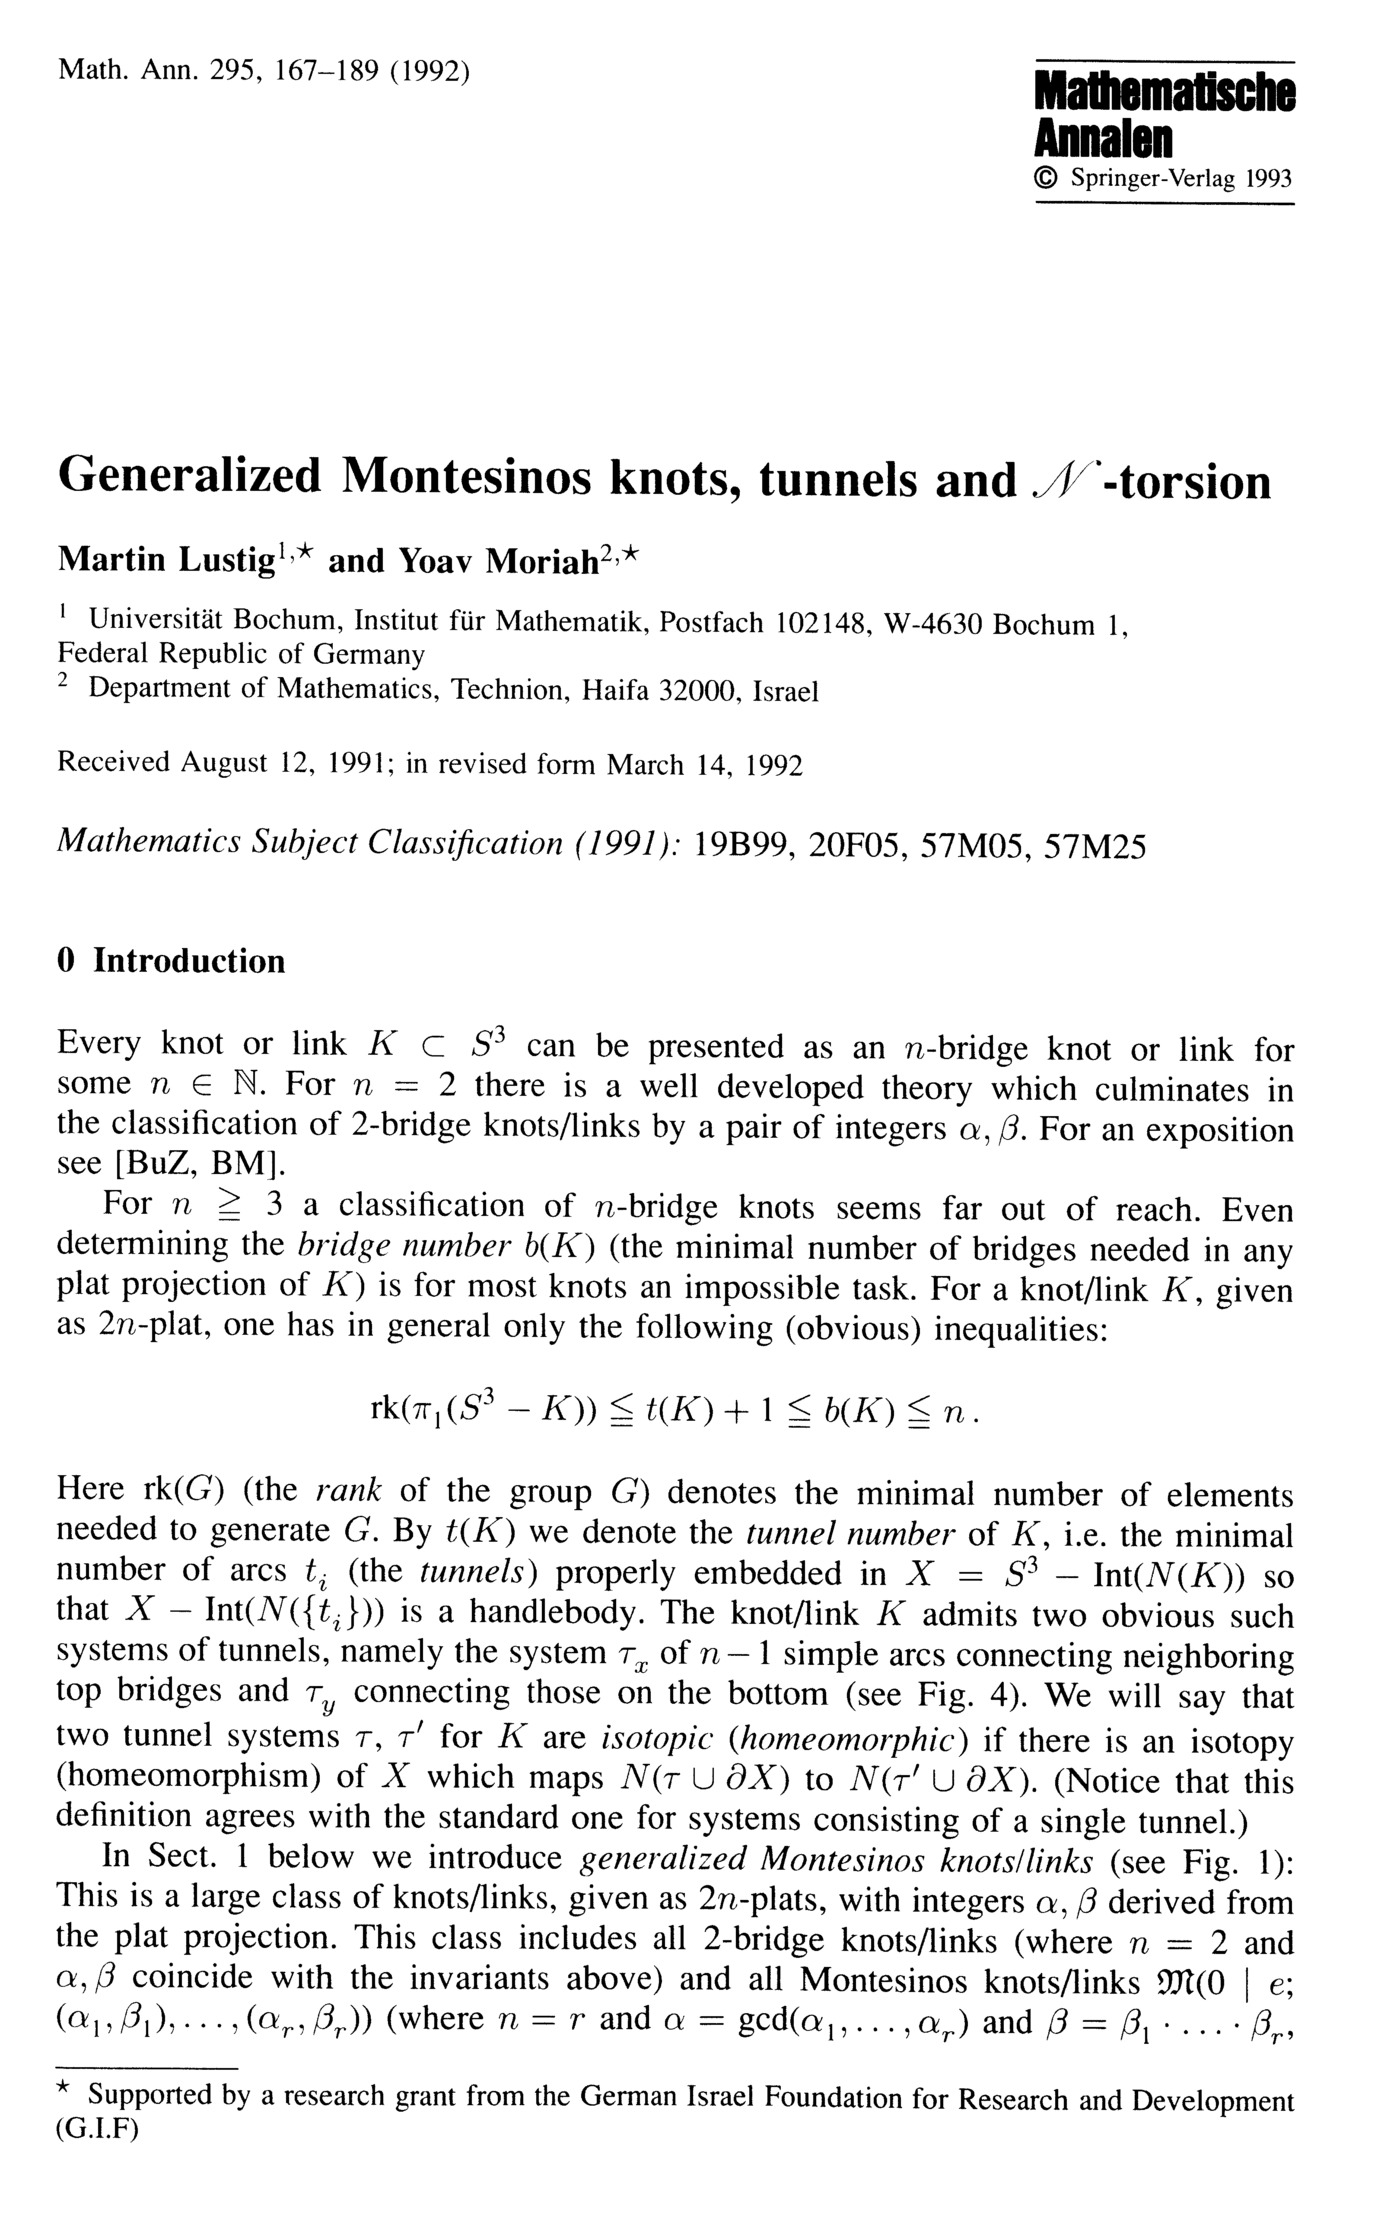 Math. Ann. 295, 167–189 (1992)
Mathematische
Annalen
© Springer-Verlag 1993
Generalized Montesinos knots, tunnels and 𝒩-torsion
Martin Lustig¹,★ and Yoav Moriah²,★
¹ Universität Bochum, Institut für Mathematik, Postfach 102148, W-4630 Bochum 1,
Federal Republic of Germany
² Department of Mathematics, Technion, Haifa 32000, Israel
Received August 12, 1991; in revised form March 14, 1992
Mathematics Subject Classification (1991): 19B99, 20F05, 57M05, 57M25
0 Introduction
Every knot or link K ⊂ S³ can be presented as an n-bridge knot or link for
some n ∈ ℕ. For n = 2 there is a well developed theory which culminates in
the classification of 2-bridge knots/links by a pair of integers α, β. For an exposition
see [BuZ, BM].
For n ≧ 3 a classification of n-bridge knots seems far out of reach. Even
determining the bridge number b(K) (the minimal number of bridges needed in any
plat projection of K) is for most knots an impossible task. For a knot/link K, given
as 2n-plat, one has in general only the following (obvious) inequalities:
rk(π₁(S³ − K)) ≦ t(K) + 1 ≦ b(K) ≦ n.
Here rk(G) (the rank of the group G) denotes the minimal number of elements
needed to generate G. By t(K) we denote the tunnel number of K, i.e. the minimal
number of arcs tᵢ (the tunnels) properly embedded in X = S³ − Int(N(K)) so
that X − Int(N({tᵢ})) is a handlebody. The knot/link K admits two obvious such
systems of tunnels, namely the system τₓ of n − 1 simple arcs connecting neighboring
top bridges and τ_y connecting those on the bottom (see Fig. 4). We will say that
two tunnel systems τ, τ′ for K are isotopic (homeomorphic) if there is an isotopy
(homeomorphism) of X which maps N(τ ∪ ∂X) to N(τ′ ∪ ∂X). (Notice that this
definition agrees with the standard one for systems consisting of a single tunnel.)
In Sect. 1 below we introduce generalized Montesinos knots/links (see Fig. 1):
This is a large class of knots/links, given as 2n-plats, with integers α, β derived from
the plat projection. This class includes all 2-bridge knots/links (where n = 2 and
α, β coincide with the invariants above) and all Montesinos knots/links 𝔐(0 | e;
(α₁, β₁), . . . , (αᵣ, βᵣ)) (where n = r and α = gcd(α₁, . . . , αᵣ) and β = β₁ · . . . · βᵣ,
★ Supported by a research grant from the German Israel Foundation for Research and Development
(G.I.F)